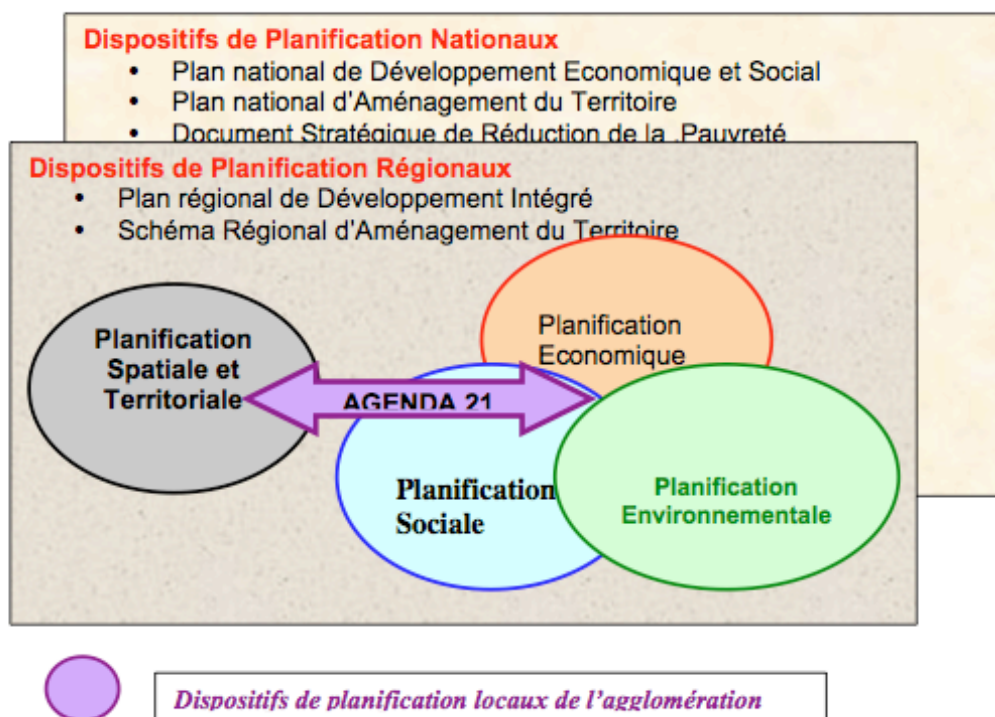 Dispositifs de Planification Nationaux
• Plan national de Développement Economique et Social
• Plan national d'Aménagement du Territoire
• Document Stratégique de Réduction de la .Pauvreté
Dispositifs de Planification Régionaux
• Plan régional de Développement Intégré
• Schéma Régional d'Aménagement du Territoire
Planification
Spatiale et
Territoriale
Planification
Economique
AGENDA 21
Planification
Sociale
Planification
Environnementale
Dispositifs de planification locaux de l'agglomération